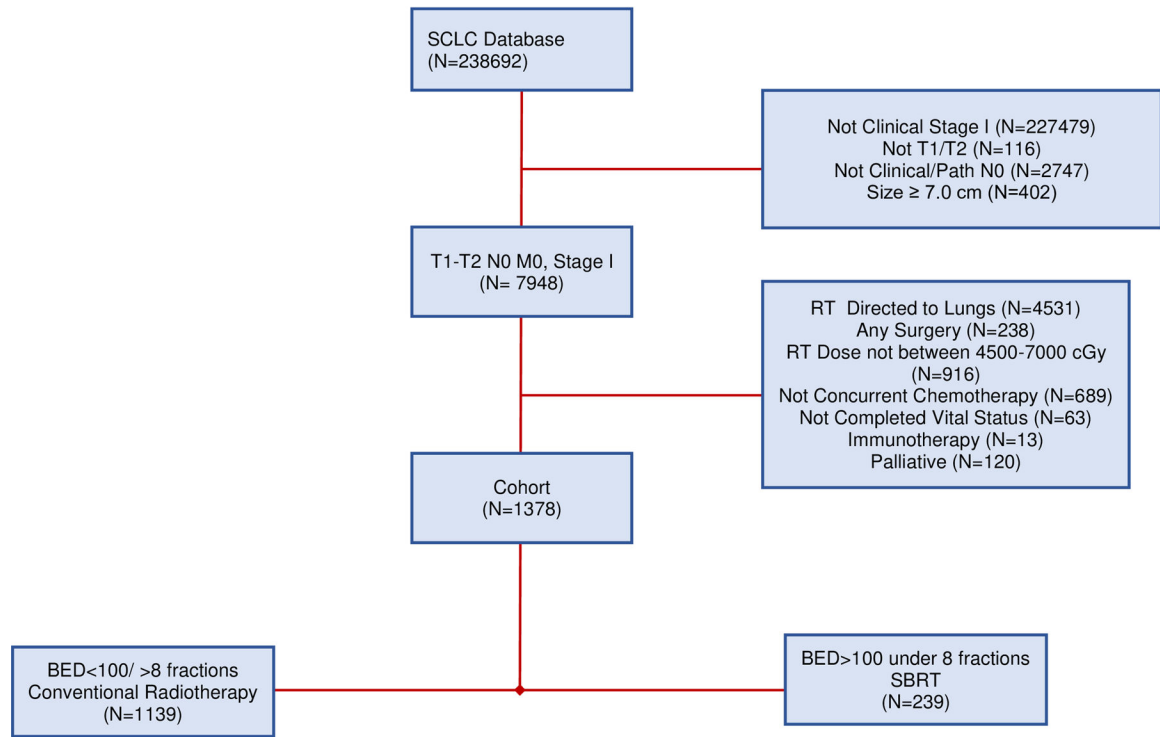 SCLC Database
(N=238692)
Not Clinical Stage I (N=227479)
Not T1/T2 (N=116)
Not Clinical/Path N0 (N=2747)
Size ≥ 7.0 cm (N=402)
T1-T2 N0 M0, Stage I
(N= 7948)
RT Directed to Lungs (N=4531)
Any Surgery (N=238)
RT Dose not between 4500-7000 cGy
(N=916)
Not Concurrent Chemotherapy (N=689)
Not Completed Vital Status (N=63)
Immunotherapy (N=13)
Palliative (N=120)
Cohort
(N=1378)
BED<100/ >8 fractions
Conventional Radiotherapy
(N=1139)
BED>100 under 8 fractions
SBRT
(N=239)